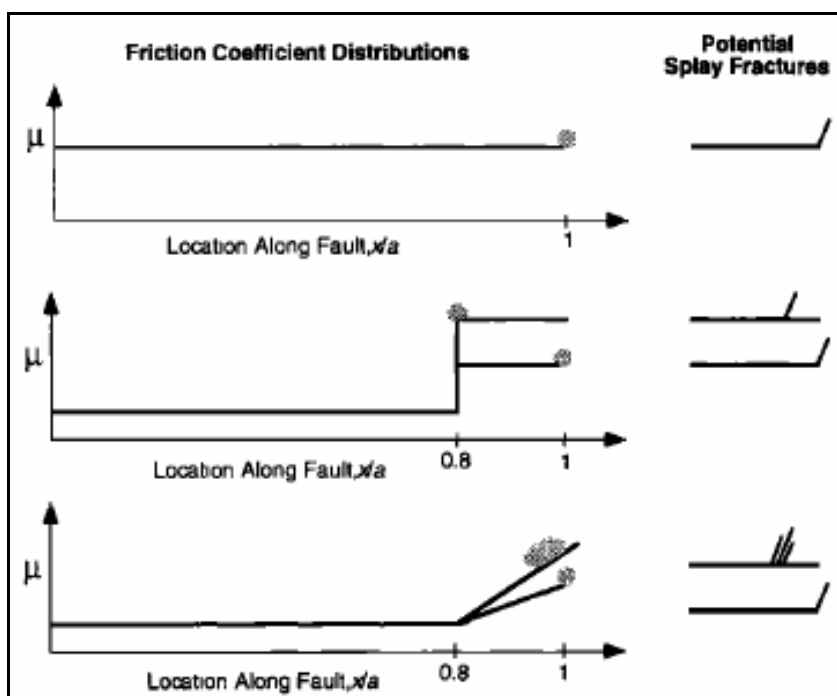 Friction Coefficient Distributions
Potential
Splay Fractures
μ
1
Location Along Fault,x/a
μ
0.8
1
Location Along Fault,x/a
μ
0.8
1
Location Along Fault,x/a